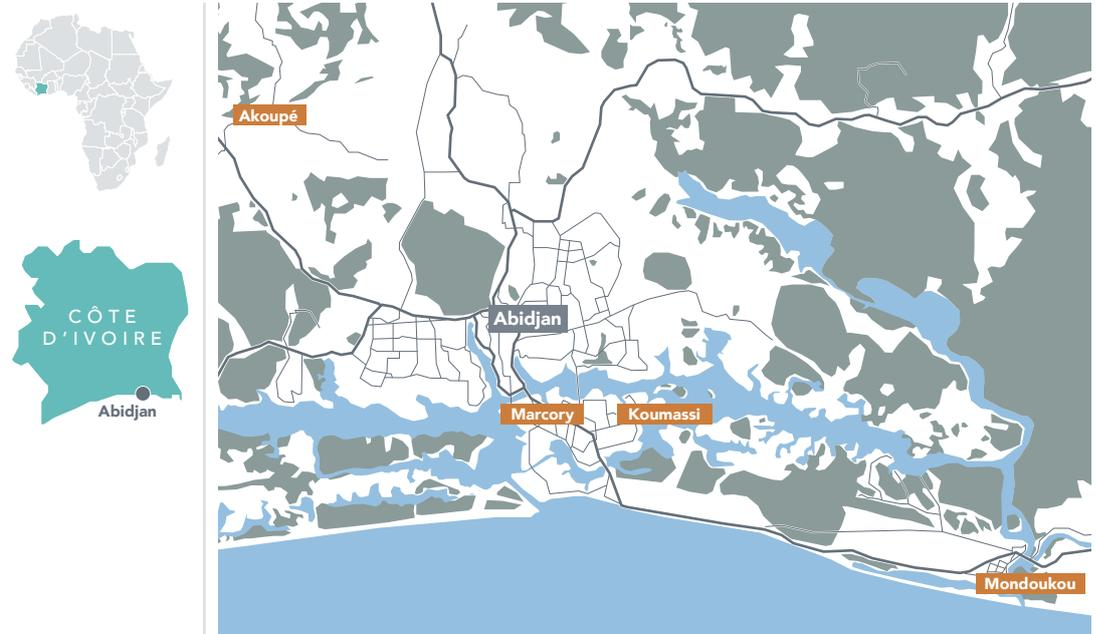 CÔTE
D'IVOIRE
Abidjan
Akoupé
Abidjan
Marcory
Koumassi
Mondoukou